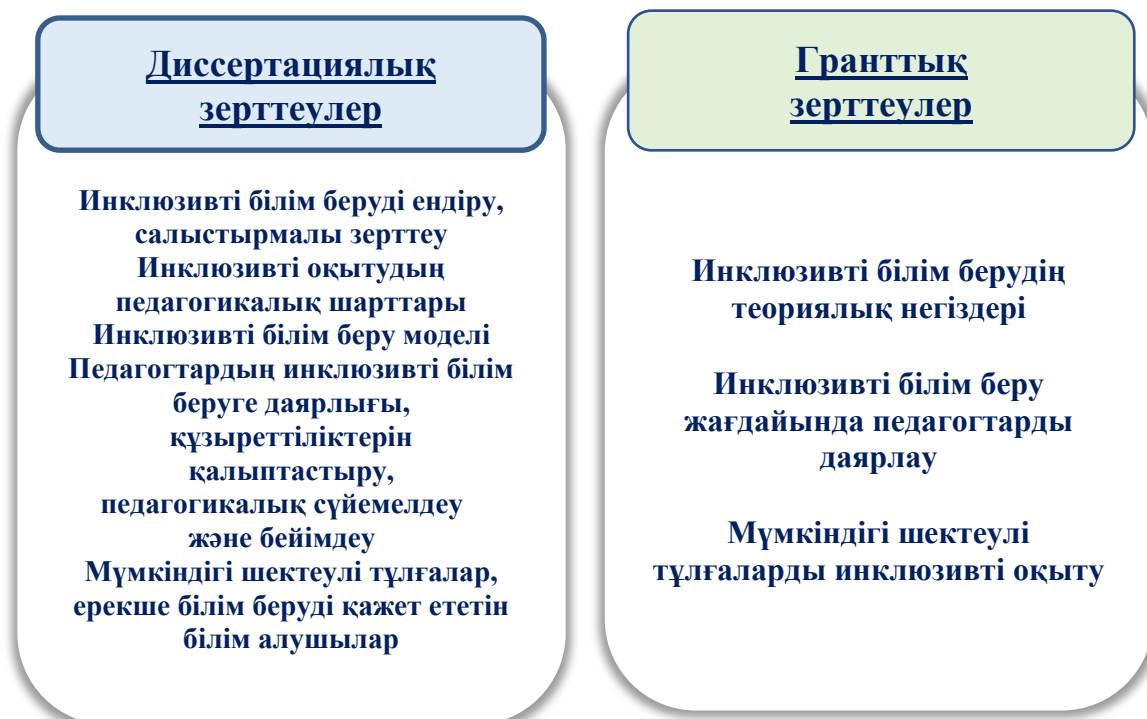 Диссертациялық
зерттеулер
Инклюзивті білім беруді ендіру,
салыстырмалы зерттеу
Инклюзивті оқытудың
педагогикалық шарттары
Инклюзивті білім беру моделі
Педагогтардың инклюзивті білім
беруге даярлығы,
құзыреттіліктерін
қалыптастыру,
педагогикалық сүйемелдеу
және бейімдеу
Мүмкіндігі шектеулі тұлғалар,
ерекше білім беруді қажет ететін
білім алушылар
Гранттық
зерттеулер
Инклюзивті білім берудің
теориялық негіздері
Инклюзивті білім беру
жағдайында педагогтарды
даярлау
Мүмкіндігі шектеулі
тұлғаларды инклюзивті оқыту